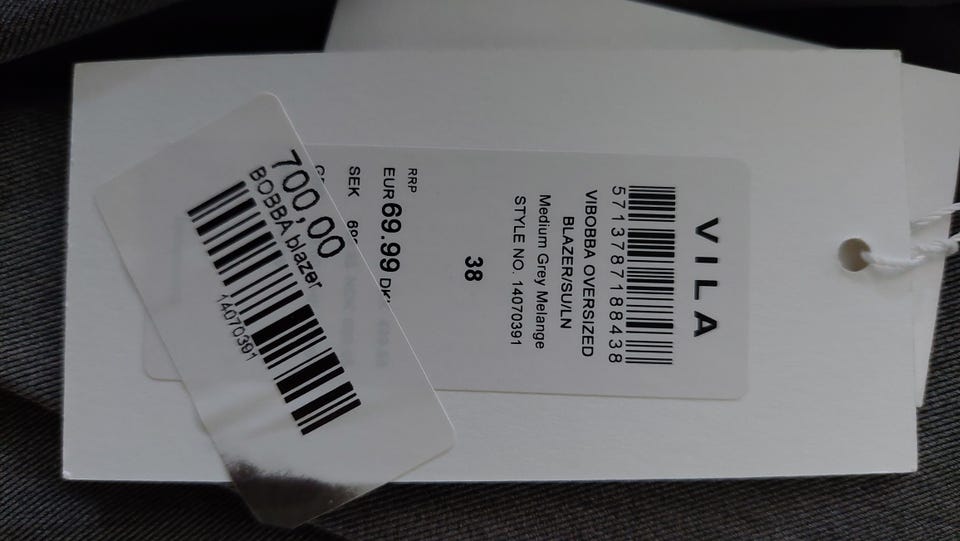 VILA
5713787188438
VIBOBBA OVERSIZED
BLAZER/SU/LN
Medium Grey Melange
STYLE NO. 14070391
38
RRP
EUR 69.99
SEK
700,00
BOBBA blazer
14070391